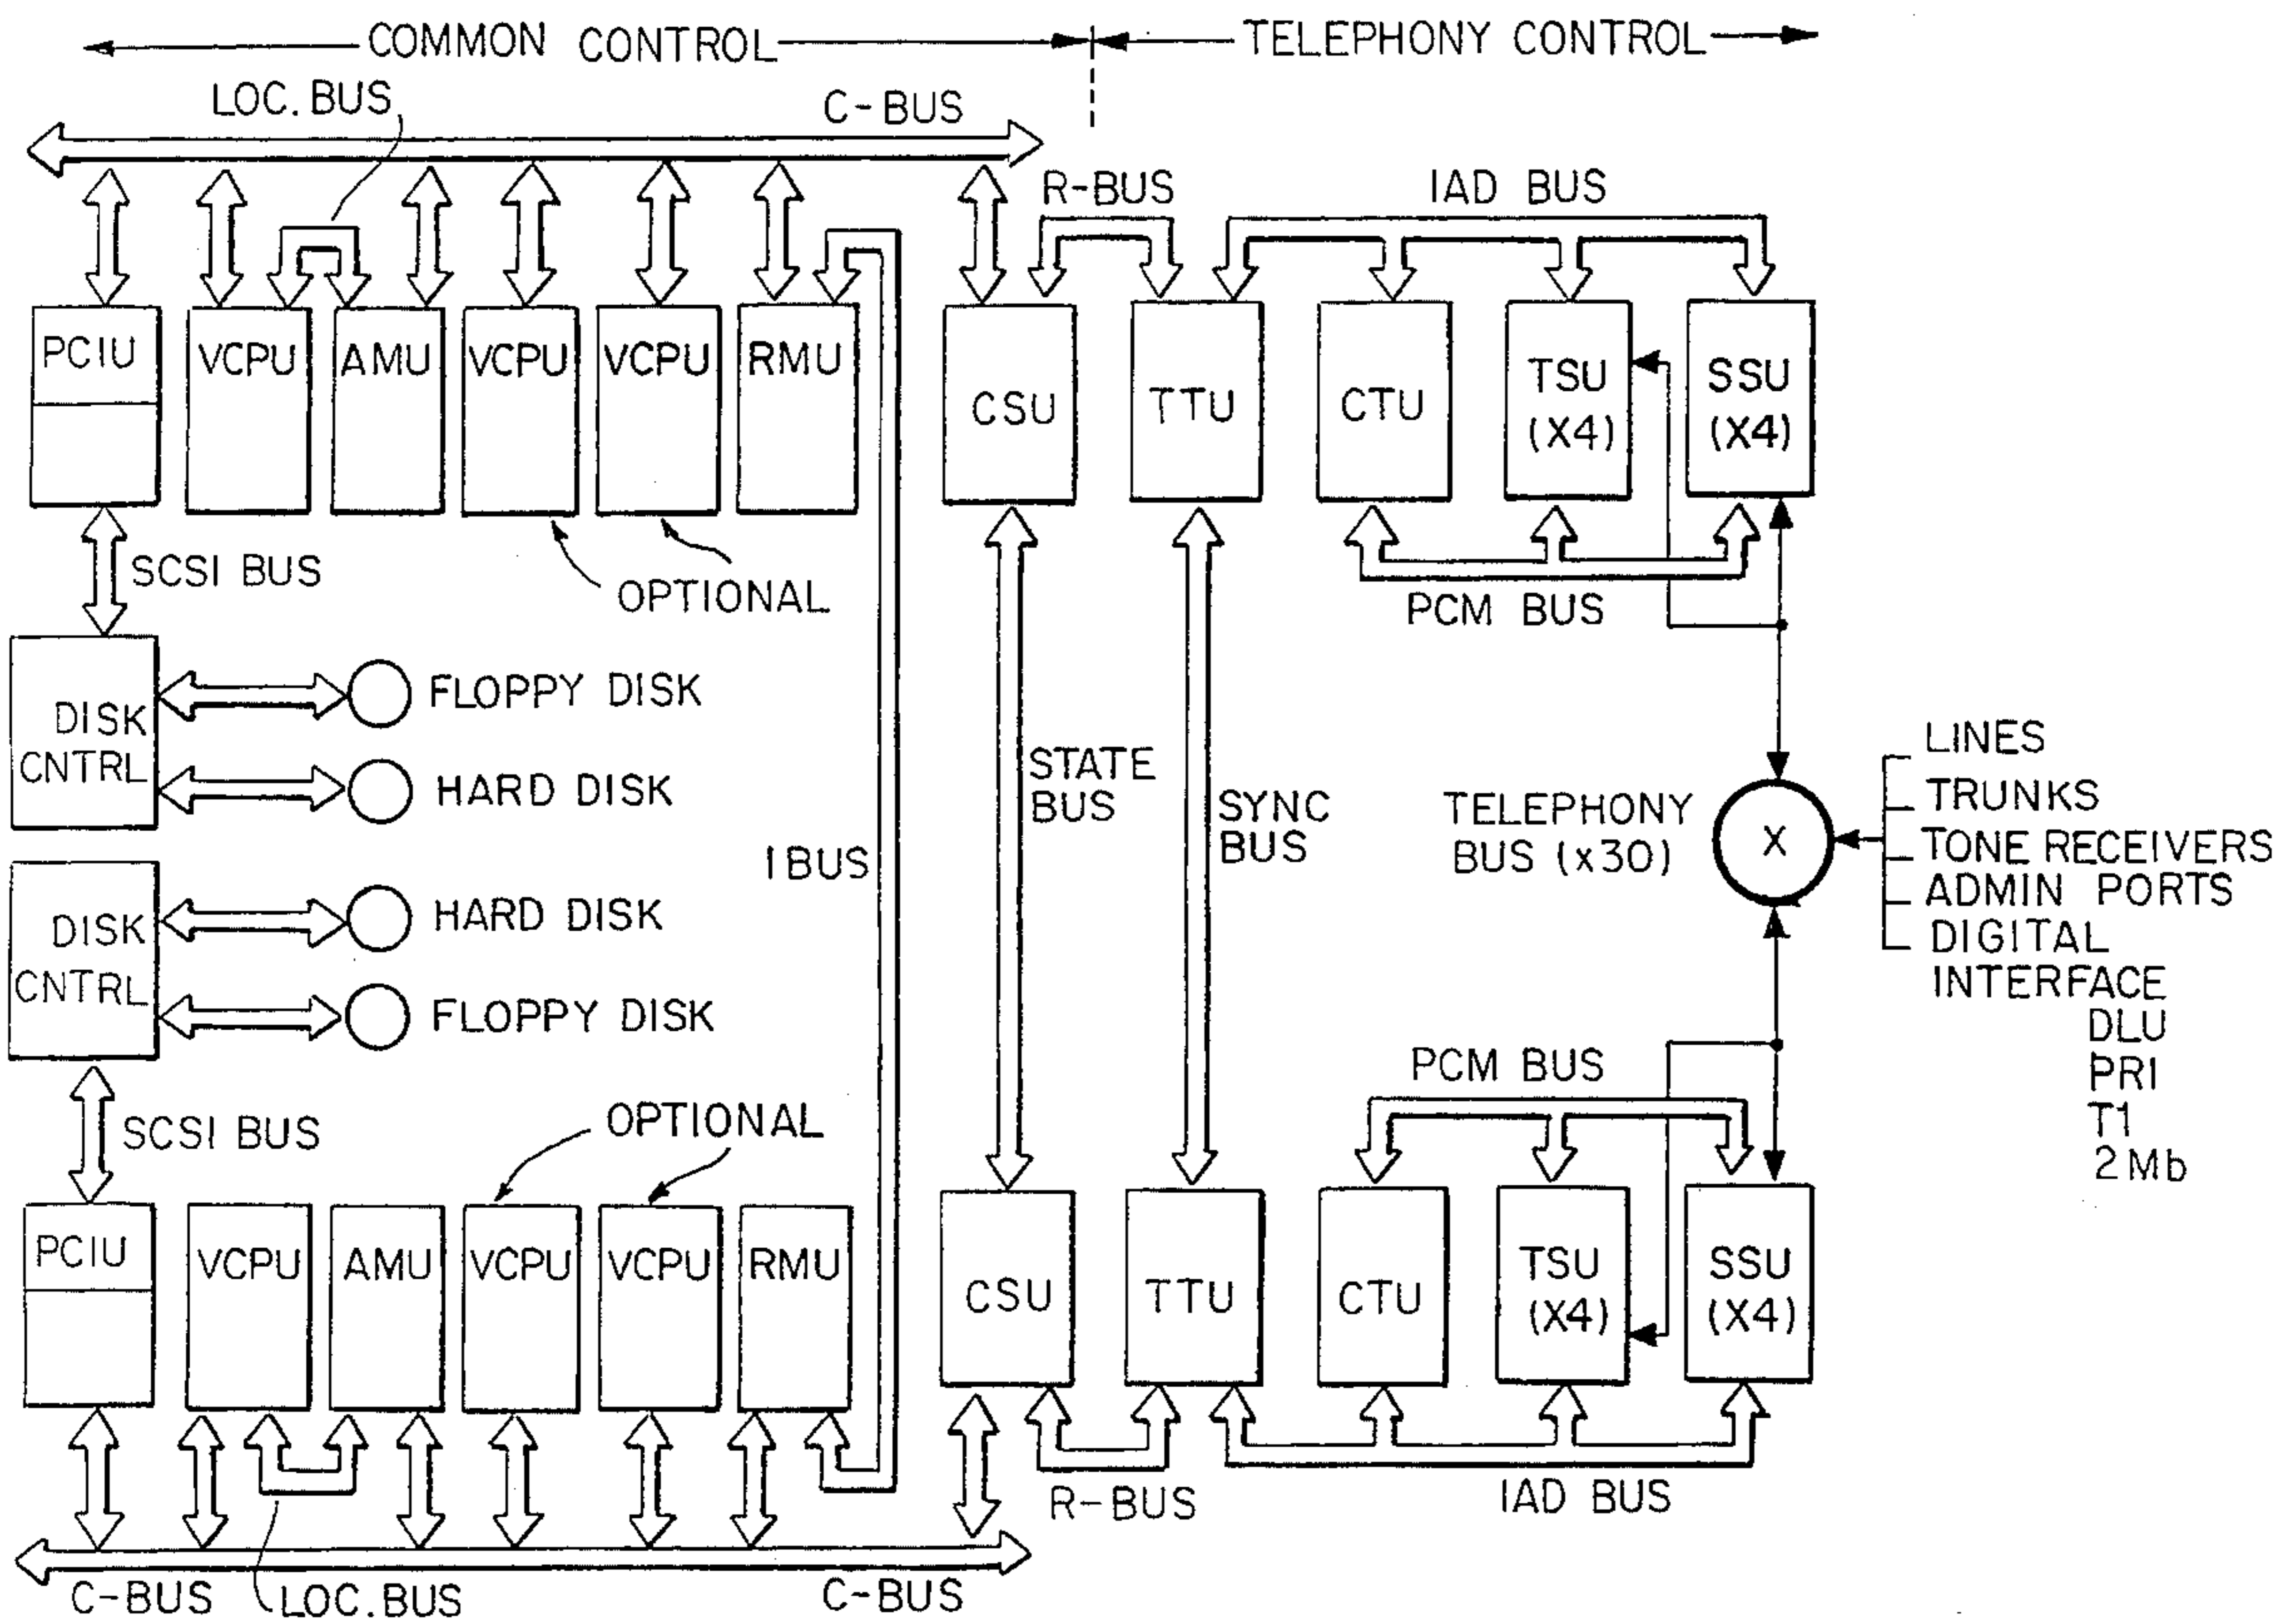 COMMON CONTROL
TELEPHONY CONTROL
LOC. BUS
C-BUS
R-BUS
IAD BUS
PCIU
VCPU
AMU
VCPU
VCPU
RMU
CSU
TTU
CTU
TSU
(X4)
SSU
(X4)
SCSI BUS
OPTIONAL
PCM BUS
DISK
CNTRL
FLOPPY DISK
HARD DISK
STATE
BUS
SYNC
BUS
I BUS
TELEPHONY
BUS (x30)
X
LINES
TRUNKS
TONE RECEIVERS
ADMIN PORTS
DIGITAL
INTERFACE
DLU
PRI
T1
2Mb
DISK
CNTRL
HARD DISK
FLOPPY DISK
SCSI BUS
OPTIONAL
PCM BUS
PCIU
VCPU
AMU
VCPU
VCPU
RMU
CSU
TTU
CTU
TSU
(X4)
SSU
(X4)
R-BUS
IAD BUS
C-BUS
LOC. BUS
C-BUS